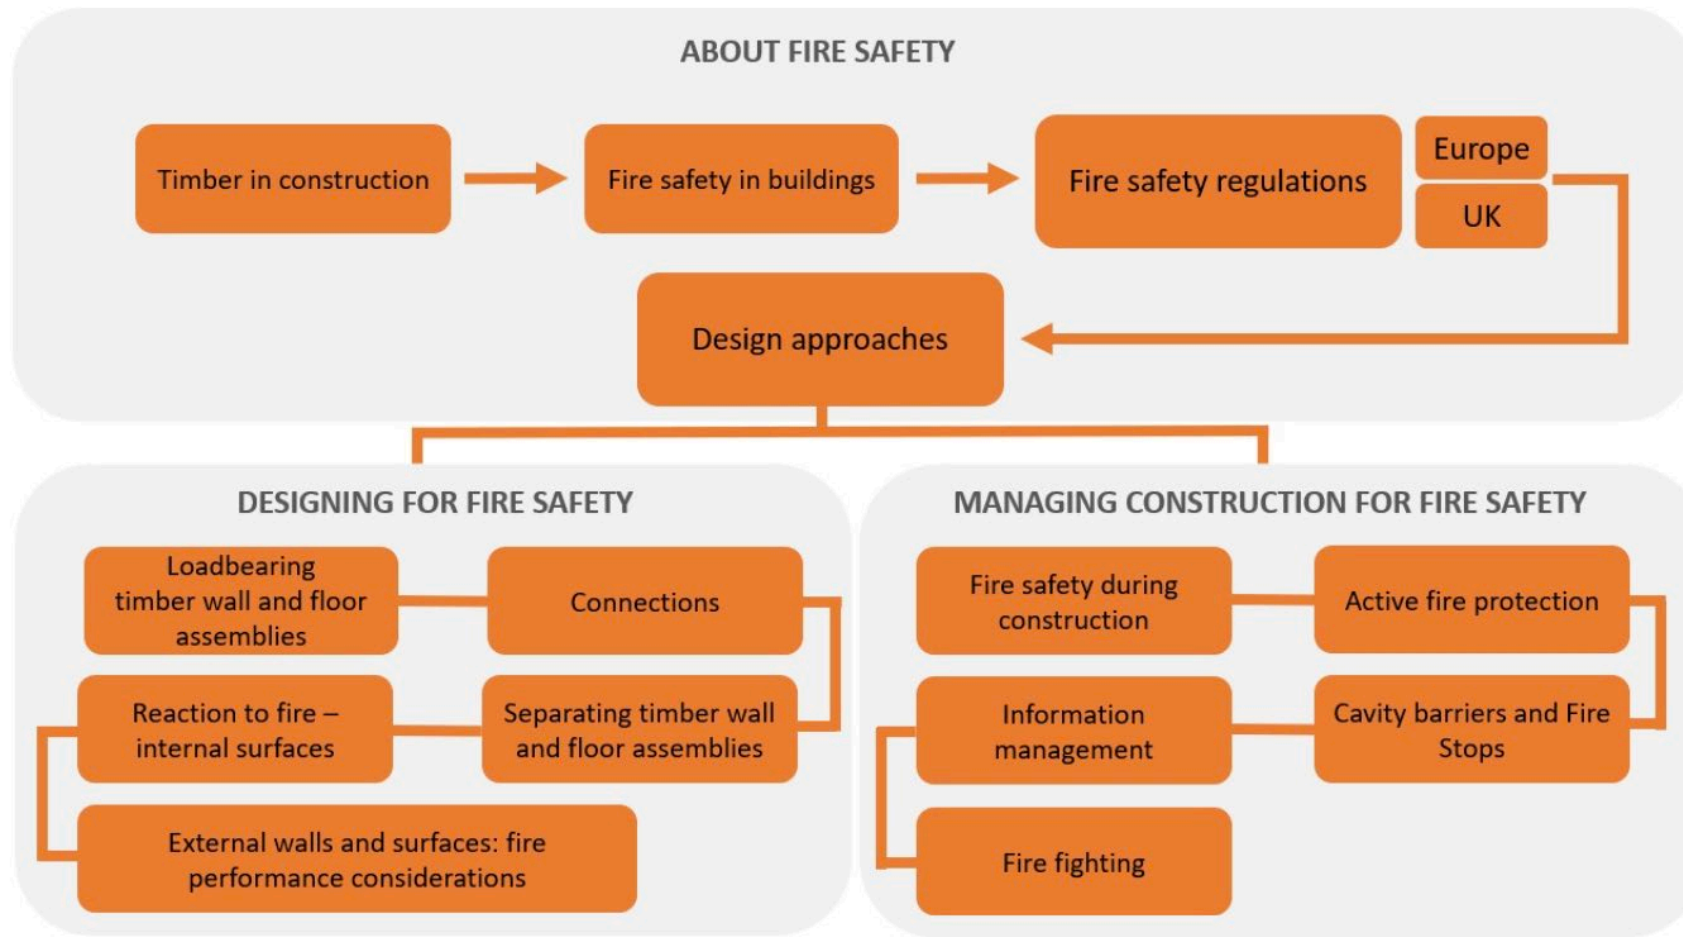 ABOUT FIRE SAFETY
Timber in construction
Fire safety in buildings
Fire safety regulations
Europe
UK
Design approaches
DESIGNING FOR FIRE SAFETY
Loadbearing
timber wall and floor
assemblies
Connections
Separating timber wall
and floor assemblies
Reaction to fire –
internal surfaces
External walls and surfaces: fire
performance considerations
MANAGING CONSTRUCTION FOR FIRE SAFETY
Fire safety during
construction
Active fire protection
Cavity barriers and Fire
Stops
Information
management
Fire fighting